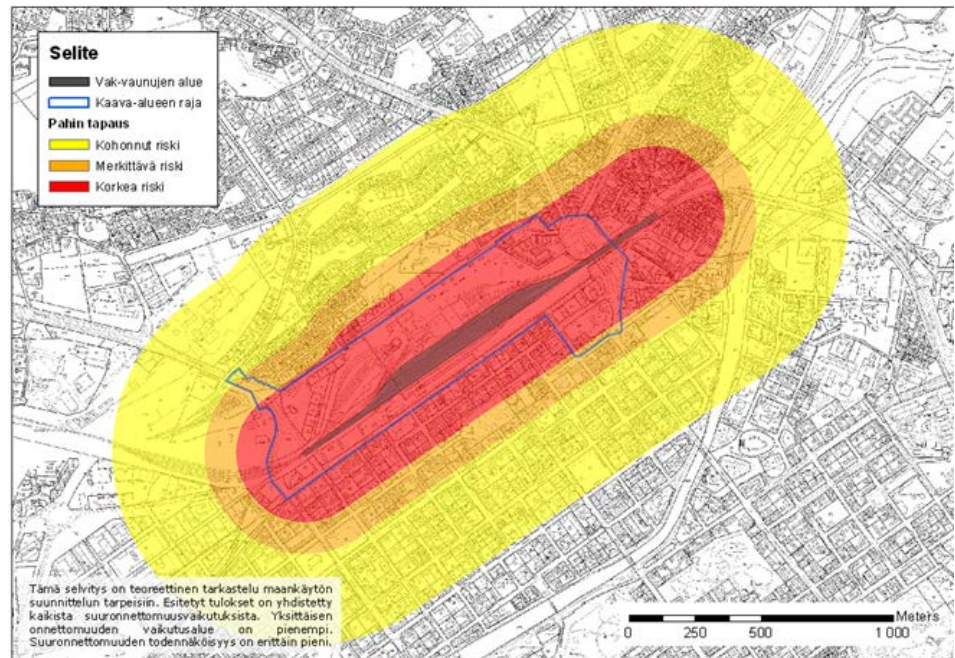 Selite
Vak-vaunujen alue
Kaava-alueen raja
Pahin tapaus
Kohonnut riski
Merkittävä riski
Korkea riski
Tämä selvitys on teoreettinen tarkastelu maankäytön
suunnittelun tarpeisiin. Esitetyt tulokset on yhdistetty
kaikista suuronnettomuusvaikutuksista. Yksittäisen
onnettomuuden vaikutusalue on pienempi.
Suuronnettomuuden todennäköisyys on erittäin pieni.
Meters
0 250 500 1 000